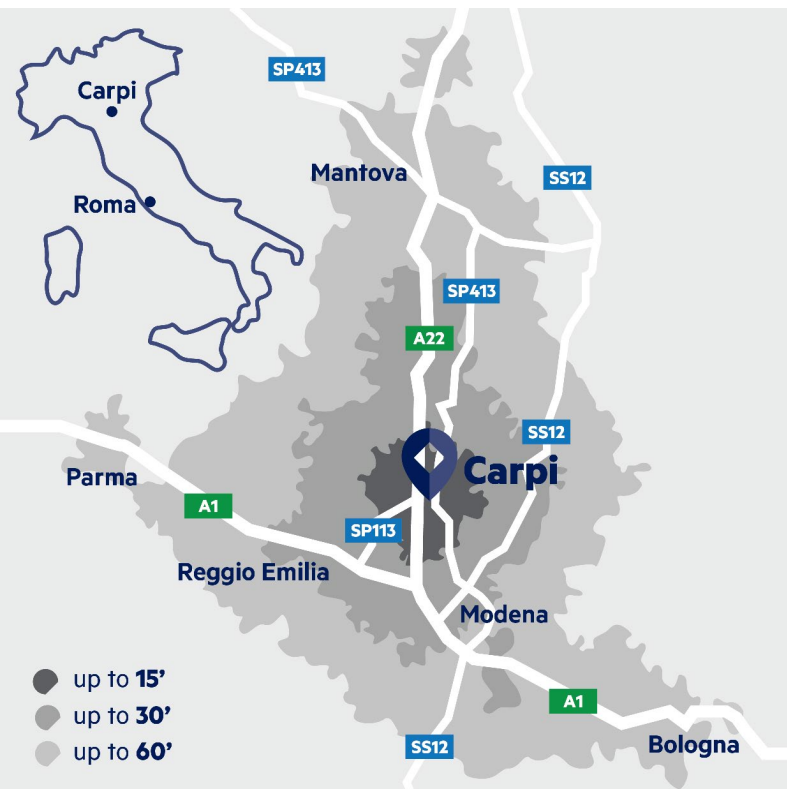 SP413
Carpi
Mantova
SS12
Roma
SP413
A22
SS12
Carpi
Parma
A1
SP113
Reggio Emilia
Modena
up to 15’
up to 30’
A1
up to 60’
SS12
Bologna